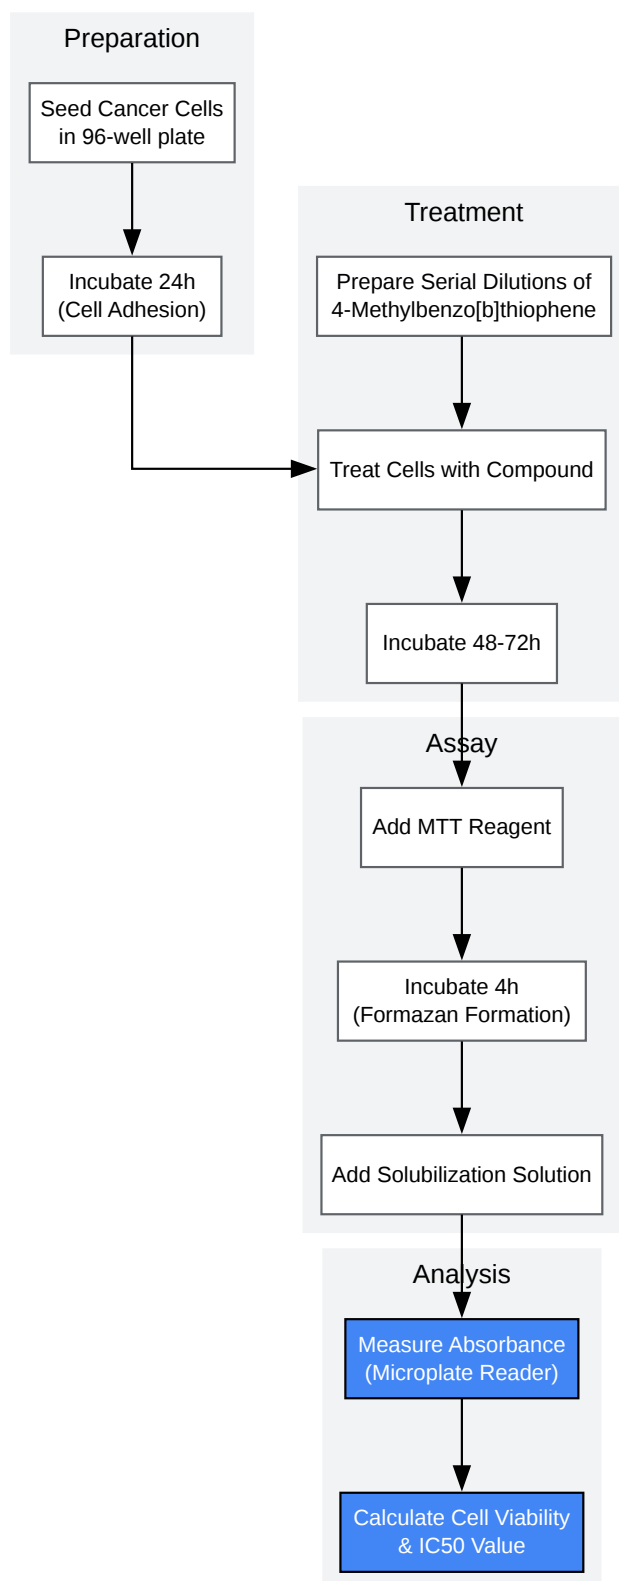 Preparation
Seed Cancer Cells
in 96-well plate
Incubate 24h
(Cell Adhesion)
Treatment
Prepare Serial Dilutions of
4-Methylbenzo[b]thiophene
Treat Cells with Compound
Incubate 48-72h
Assay
Add MTT Reagent
Incubate 4h
(Formazan Formation)
Add Solubilization Solution
Analysis
Measure Absorbance
(Microplate Reader)
Calculate Cell Viability
& IC50 Value